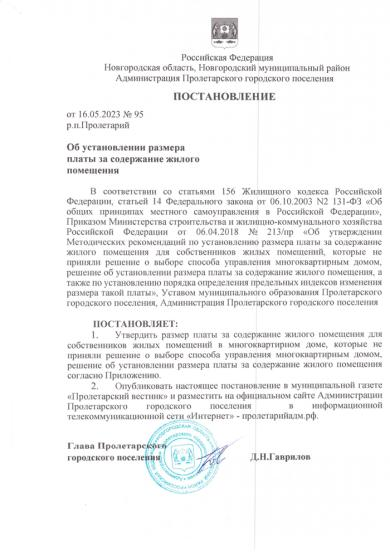 Российская Федерация
Новгородская область, Новгородский муниципальный район
Администрация Пролетарского городского поселения
ПОСТАНОВЛЕНИЕ
от 16.05.2023 № 95
р.п.Пролетарий
Об установлении размера
платы за содержание жилого
помещения
В соответствии со статьями 156 Жилищного кодекса Российской
Федерации, статьей 14 Федерального закона от 06.10.2003 N2 131-ФЗ «Об
общих принципах местного самоуправления в Российской Федерации»,
Приказом Министерства строительства и жилищно-коммунального хозяйства
Российской Федерации от 06.04.2018 № 213/пр «Об утверждении
Методических рекомендаций по установлению размера платы за содержание
жилого помещения для собственников жилых помещений, которые не
приняли решение о выборе способа управления многоквартирным домом,
решение об установлении размера платы за содержание жилого помещения, а
также по установлению порядка определения предельных индексов изменения
размера такой платы», Уставом муниципального образования Пролетарского
городского поселения, Администрация Пролетарского городского поселения
ПОСТАНОВЛЯЕТ:
1. Утвердить размер платы за содержание жилого помещения для
собственников жилых помещений в многоквартирном доме, которые не
приняли решение о выборе способа управления многоквартирным домом,
решение об установлении размера платы за содержание жилого помещения
согласно Приложению.
2. Опубликовать настоящее постановление в муниципальной газете
«Пролетарский вестник» и разместить на официальном сайте Администрации
Пролетарского городского поселения в информационной
телекоммуникационной сети «Интернет» - пролетарийадм.рф.
Глава Пролетарского
городского поселения Д.Н.Гаврилов